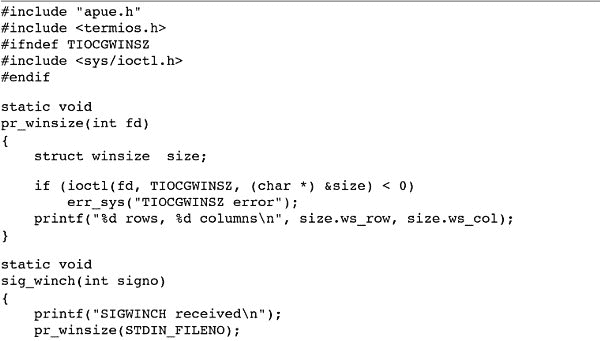 #include "apue.h"
#include <termios.h>
#ifndef TIOCGWINSZ
#include <sys/ioctl.h>
#endif

static void
pr_winsize(int fd)
{
    struct winsize  size;

    if (ioctl(fd, TIOCGWINSZ, (char *) &size) < 0)
        err_sys("TIOCGWINSZ error");
    printf("%d rows, %d columns\n", size.ws_row, size.ws_col);
}

static void
sig_winch(int signo)
{
    printf("SIGWINCH received\n");
    pr_winsize(STDIN_FILENO);